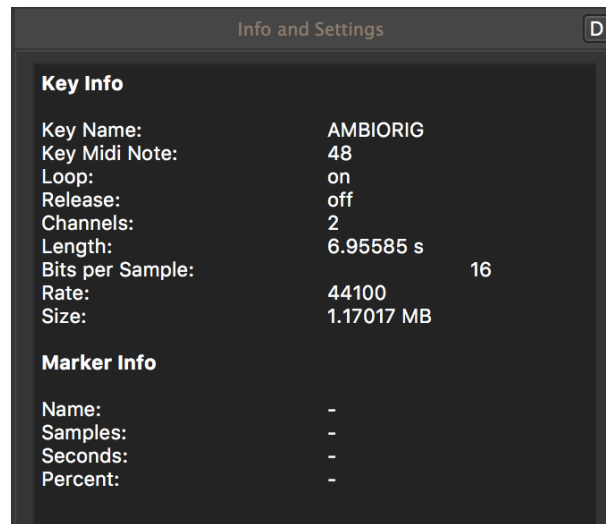 Info and Settings
D
Key Info
Key Name: AMBIORIG
Key Midi Note: 48
Loop: on
Release: off
Channels: 2
Length: 6.95585 s
Bits per Sample: 16
Rate: 44100
Size: 1.17017 MB
Marker Info
Name: -
Samples: -
Seconds: -
Percent: -